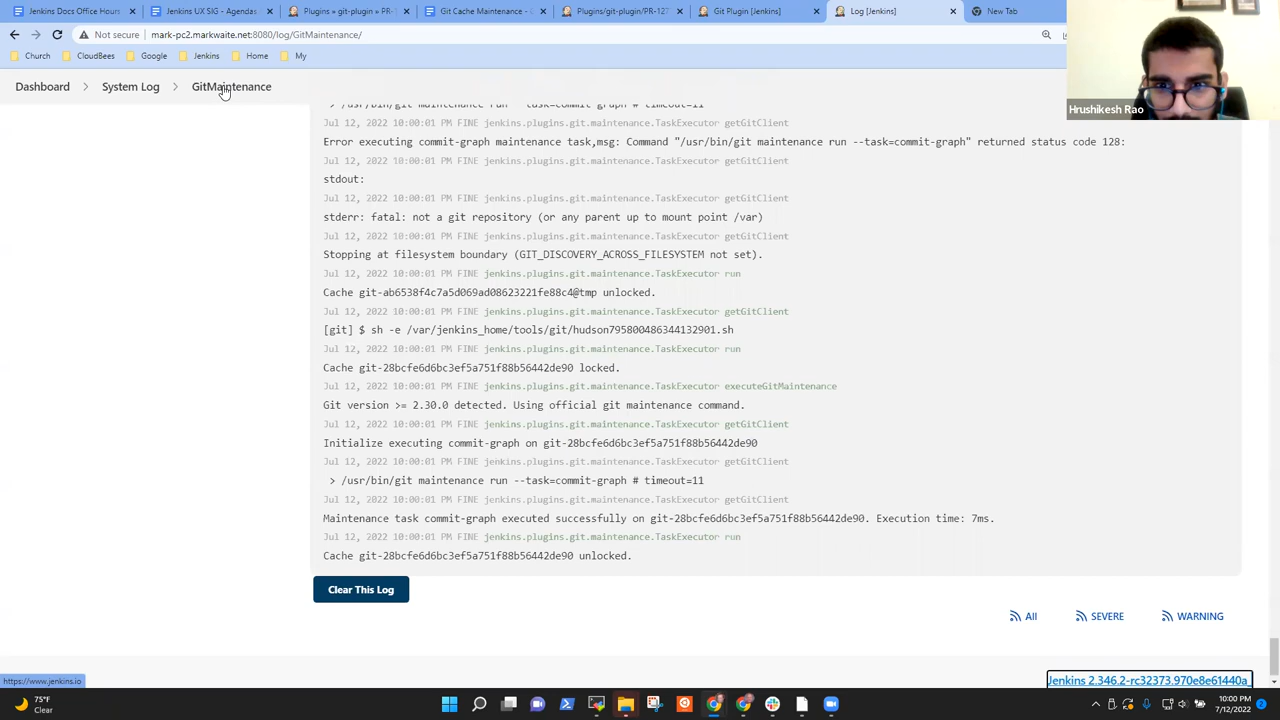 Jenkins Docs Office Hours
Jenkins UX SIG - Agendas
Plugins » git-plugin » PR-1
Git Cache Maintenance -
Plugins/git-plugin/PR-127
Git Plugin [Jenkins]
Log [Jenkins]
New Tab
Not secure
mark-pc2.markwaite.net:8080/log/GitMaintenance/
Church
CloudBees
Google
Jenkins
Home
My
Hrushikesh Rao
Dashboard
System Log
GitMaintenance
> /usr/bin/git maintenance run --task=commit-graph # timeout=11
Jul 12, 2022 10:00:01 PM FINE jenkins.plugins.git.maintenance.TaskExecutor getGitClient
Error executing commit-graph maintenance task,msg: Command "/usr/bin/git maintenance run --task=commit-graph" returned status code 128:
Jul 12, 2022 10:00:01 PM FINE jenkins.plugins.git.maintenance.TaskExecutor getGitClient
stdout:
Jul 12, 2022 10:00:01 PM FINE jenkins.plugins.git.maintenance.TaskExecutor getGitClient
stderr: fatal: not a git repository (or any parent up to mount point /var)
Jul 12, 2022 10:00:01 PM FINE jenkins.plugins.git.maintenance.TaskExecutor getGitClient
Stopping at filesystem boundary (GIT_DISCOVERY_ACROSS_FILESYSTEM not set).
Jul 12, 2022 10:00:01 PM FINE jenkins.plugins.git.maintenance.TaskExecutor run
Cache git-ab6538f4c7a5d069ad08623221fe88c4@tmp unlocked.
Jul 12, 2022 10:00:01 PM FINE jenkins.plugins.git.maintenance.TaskExecutor getGitClient
[git] $ sh -e /var/jenkins_home/tools/git/hudson795800486344132901.sh
Jul 12, 2022 10:00:01 PM FINE jenkins.plugins.git.maintenance.TaskExecutor run
Cache git-28bcfe6d6bc3ef5a751f88b56442de90 locked.
Jul 12, 2022 10:00:01 PM FINE jenkins.plugins.git.maintenance.TaskExecutor executeGitMaintenance
Git version >= 2.30.0 detected. Using official git maintenance command.
Jul 12, 2022 10:00:01 PM FINE jenkins.plugins.git.maintenance.TaskExecutor getGitClient
Initialize executing commit-graph on git-28bcfe6d6bc3ef5a751f88b56442de90
Jul 12, 2022 10:00:01 PM FINE jenkins.plugins.git.maintenance.TaskExecutor getGitClient
> /usr/bin/git maintenance run --task=commit-graph # timeout=11
Jul 12, 2022 10:00:01 PM FINE jenkins.plugins.git.maintenance.TaskExecutor getGitClient
Maintenance task commit-graph executed successfully on git-28bcfe6d6bc3ef5a751f88b56442de90. Execution time: 7ms.
Jul 12, 2022 10:00:01 PM FINE jenkins.plugins.git.maintenance.TaskExecutor run
Cache git-28bcfe6d6bc3ef5a751f88b56442de90 unlocked.
Clear This Log
All
SEVERE
WARNING
https://www.jenkins.io
Jenkins 2.346.2-rc32373.970e8e61440a_
75°F
Clear
10:00 PM
7/12/2022